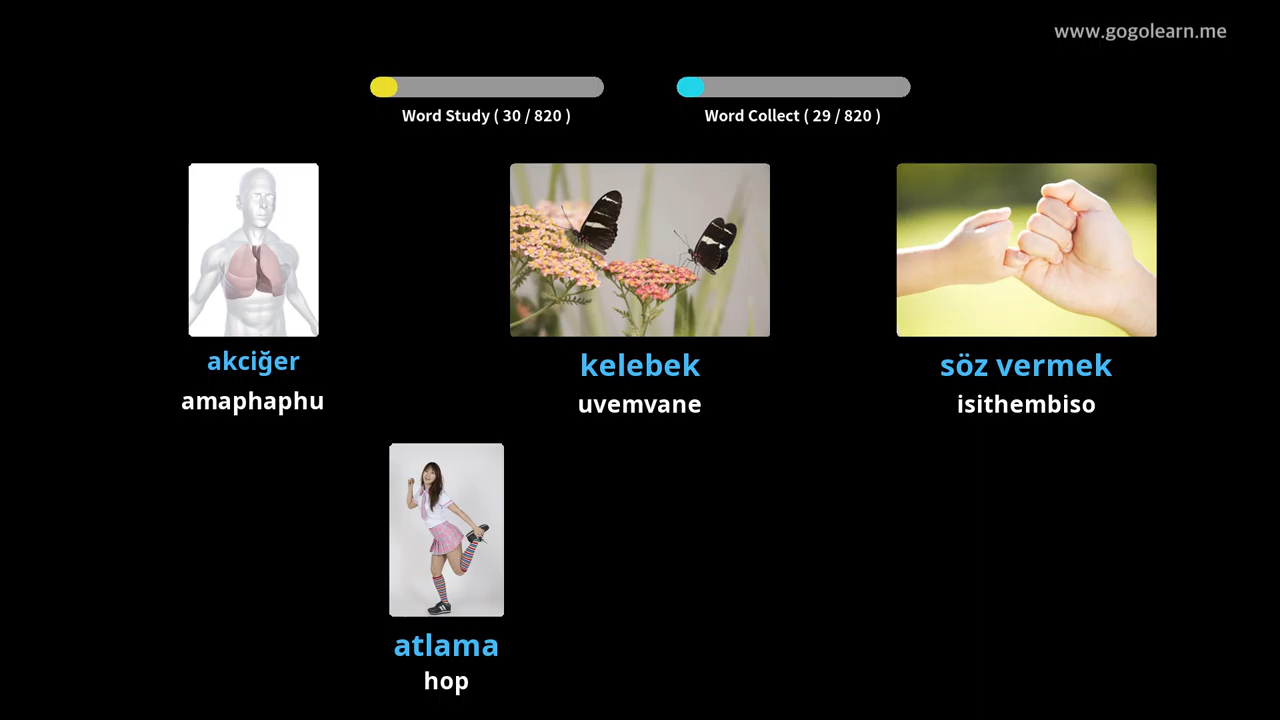 www.gogolearn.me
Word Study ( 30 / 820 )
Word Collect ( 29 / 820 )
akciğer
amaphaphu
kelebek
uvemvane
söz vermek
isithembiso
atlama
hop